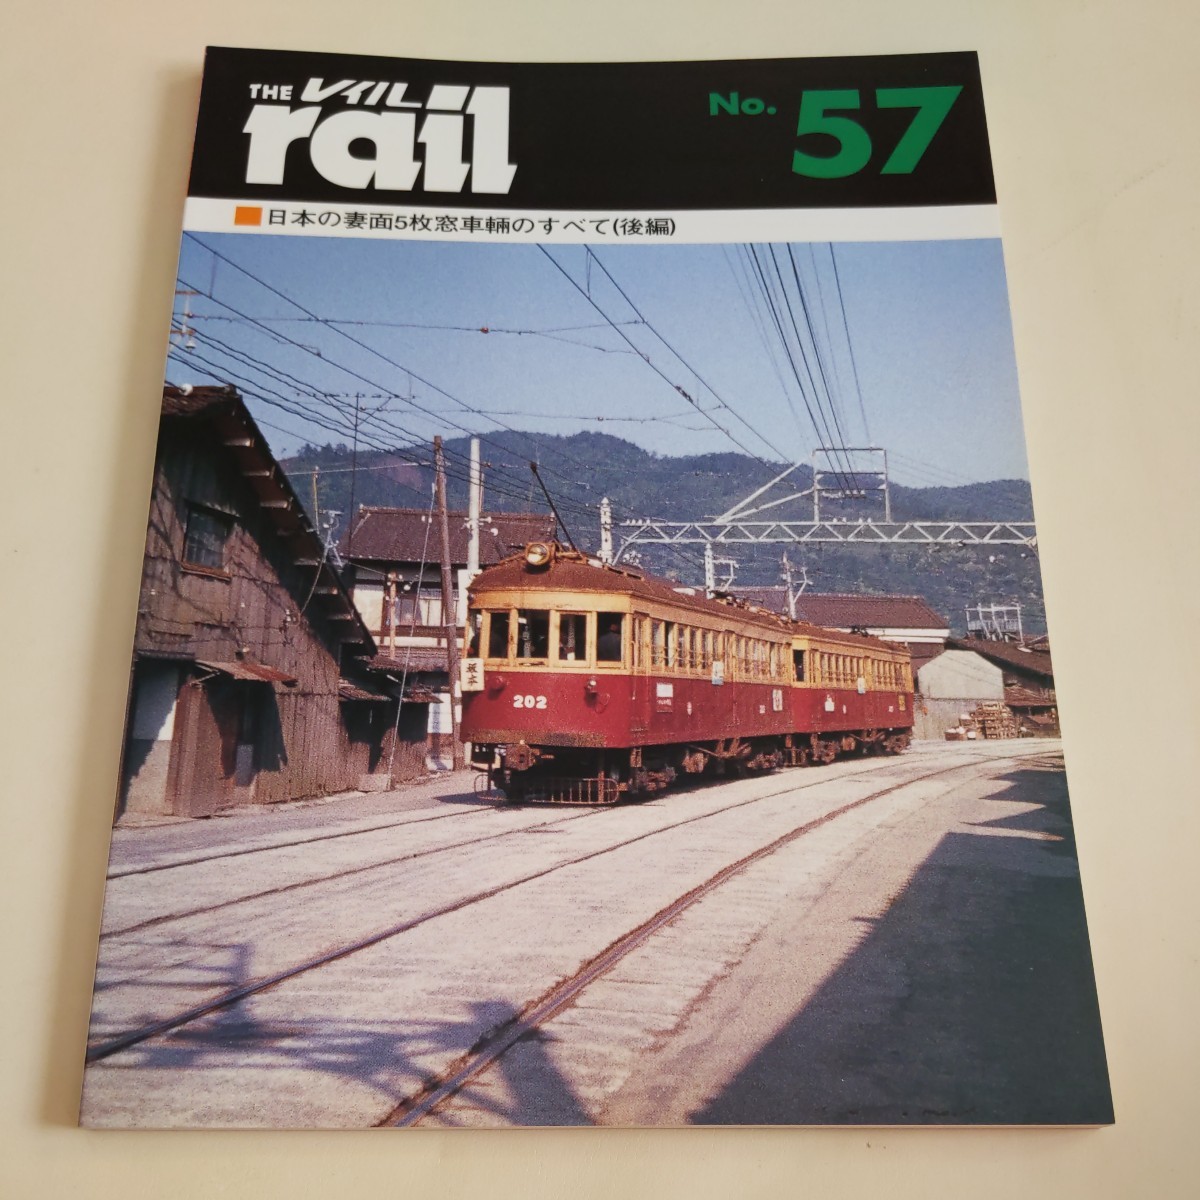 THE レイル
rail
No. 57
日本の妻面5枚窓車輛のすべて(後編)
坂本
202